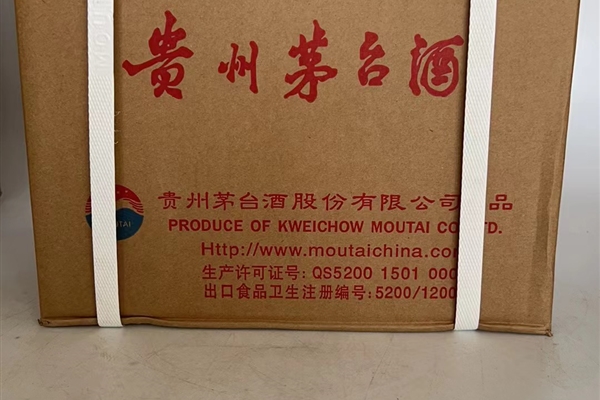 贵州茅台酒
贵州茅台酒股份有限公司 品
PRODUCE OF KWEICHOW MOUTAI CO TD.
Http://www.moutaichina.co
生产许可证号: QS5200 1501 000
出口食品卫生注册编号:5200/1200